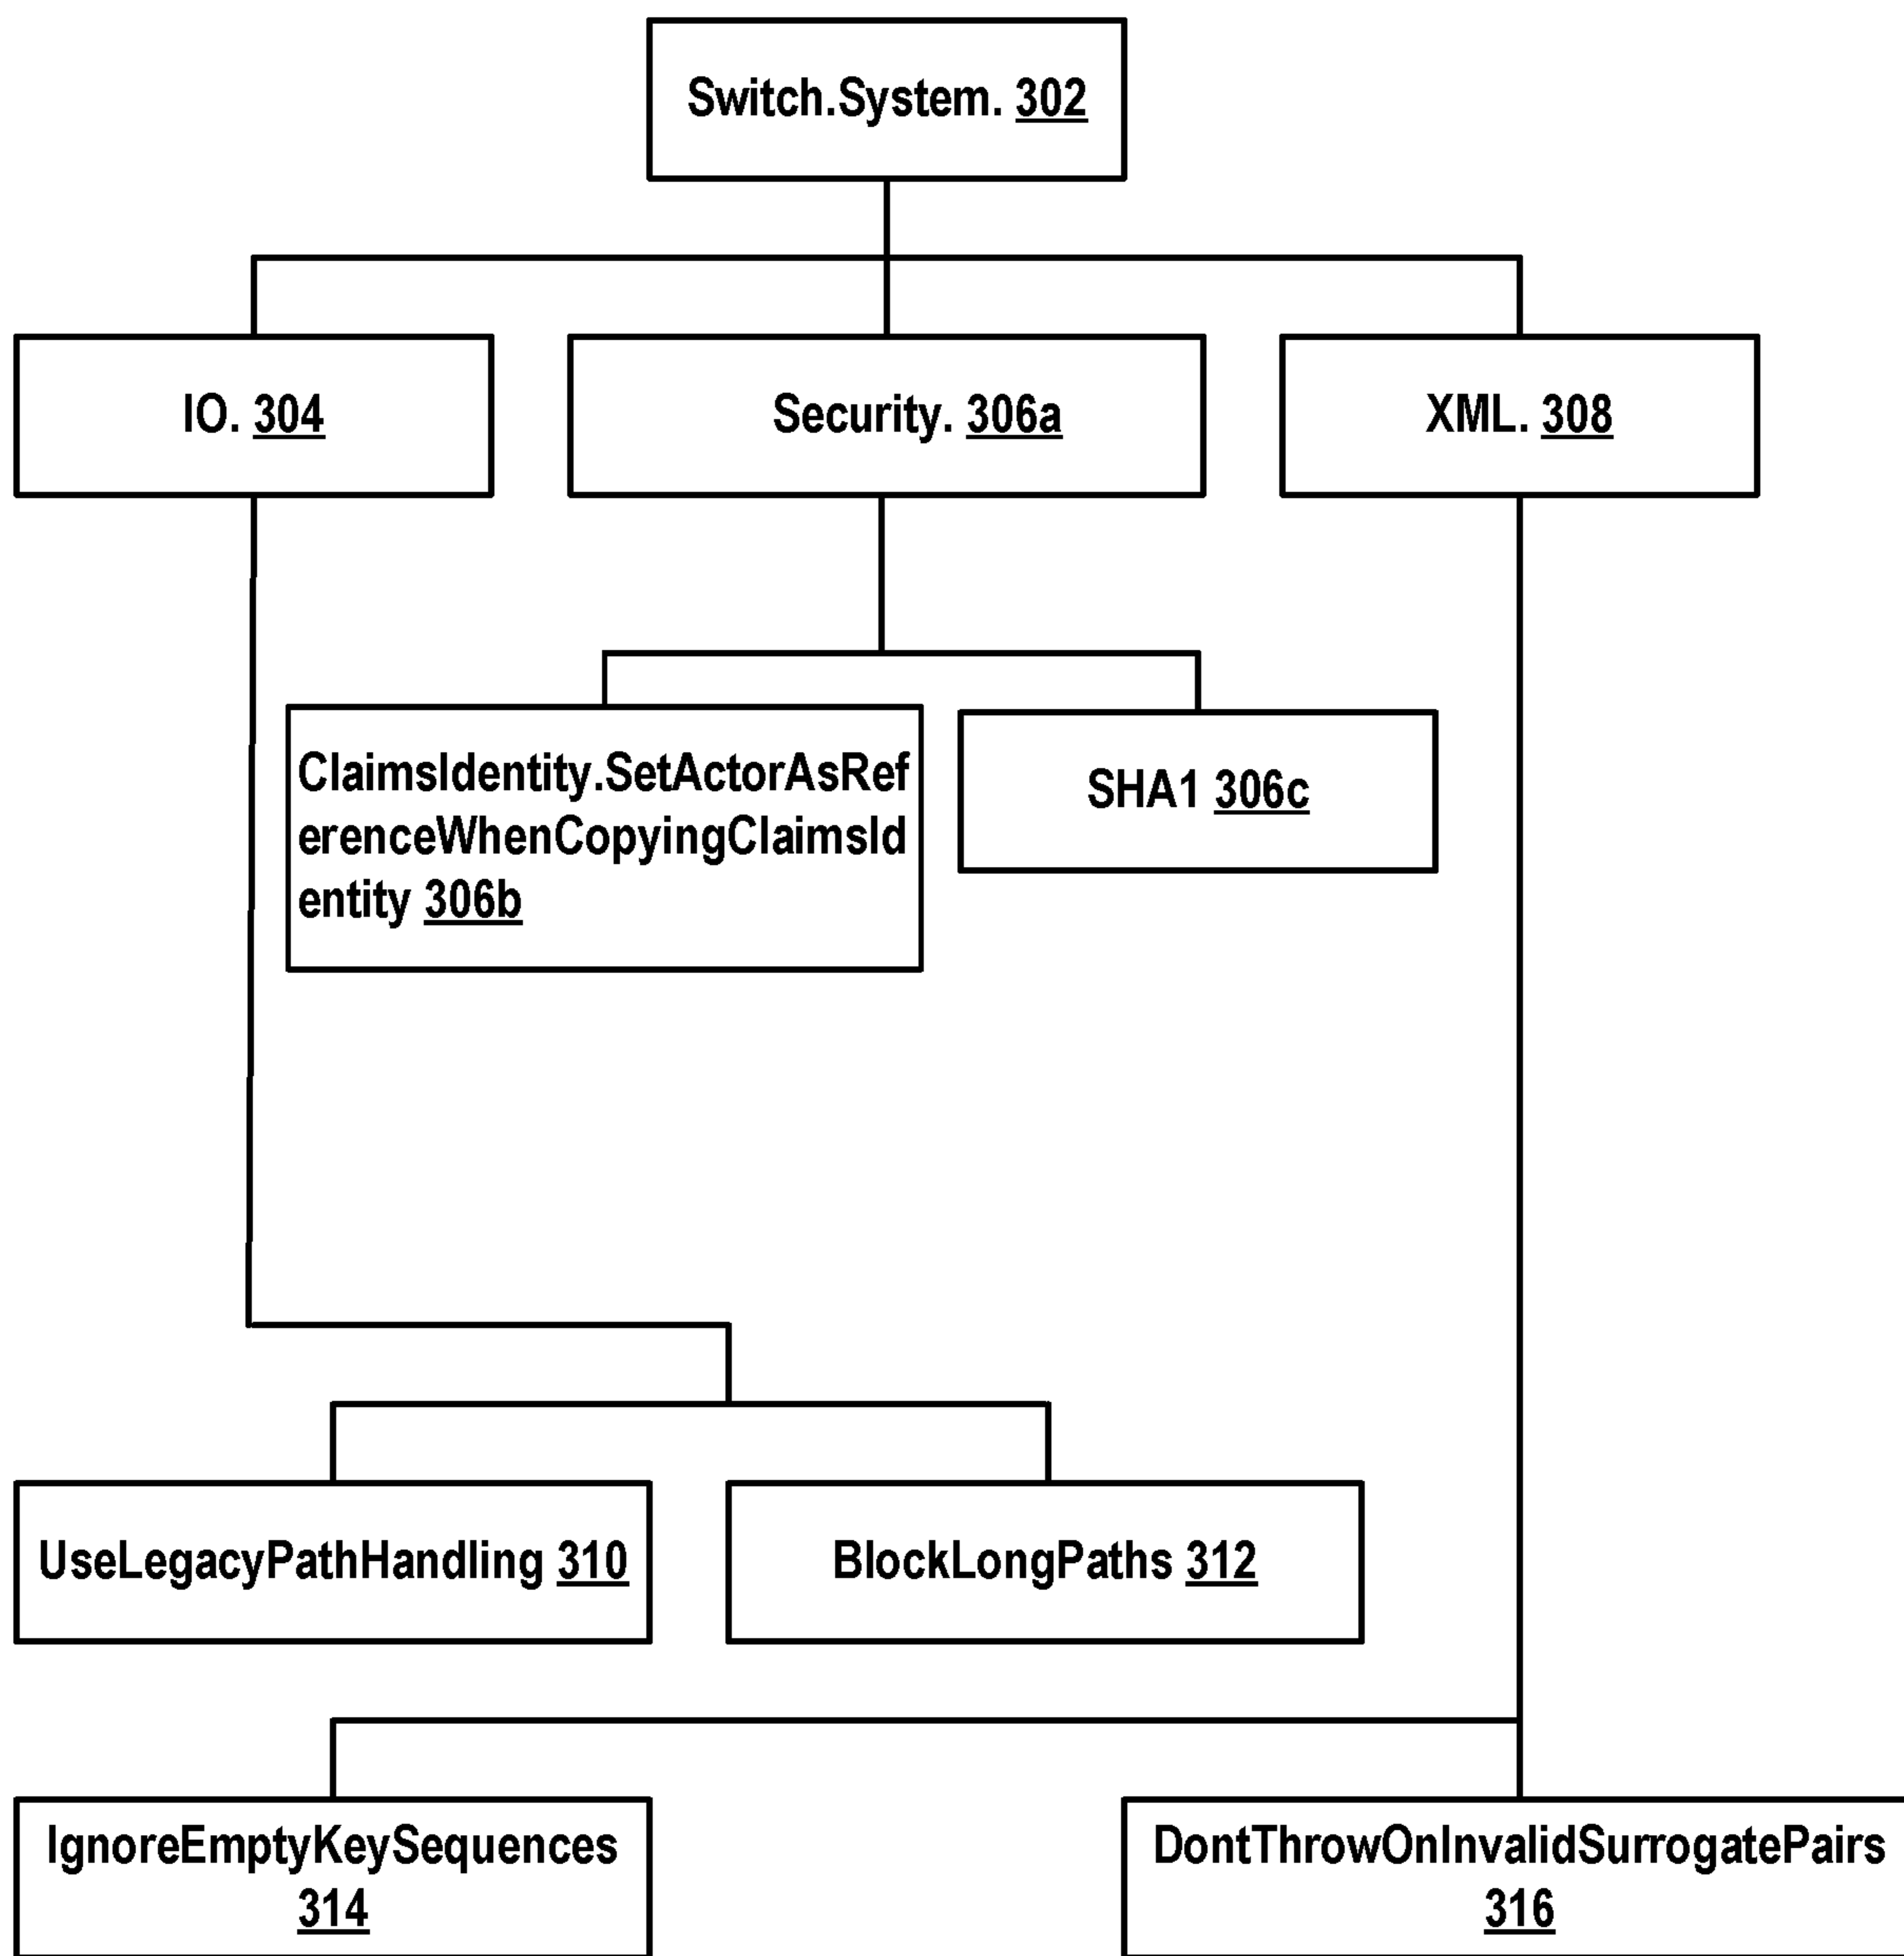 Switch.System. 302
IO. 304
Security. 306a
XML. 308
ClaimsIdentity.SetActorAsRef
erenceWhenCopyingClaimsId
entity 306b
SHA1 306c
UseLegacyPathHandling 310
BlockLongPaths 312
IgnoreEmptyKeySequences
314
DontThrowOnInvalidSurrogatePairs
316